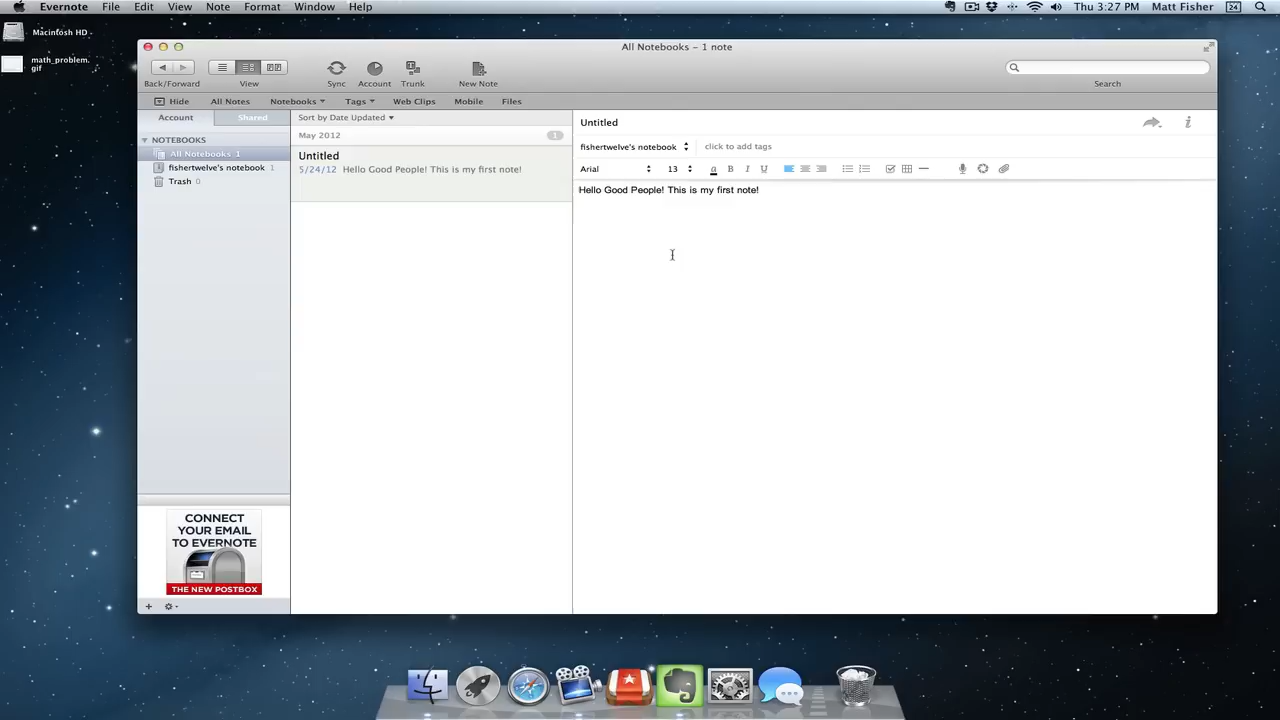 Evernote File Edit View Note Format Window Help Thu 3:27 PM Matt Fisher 24
Macintosh HD
math_problem.
gif
All Notebooks – 1 note
Back/Forward View Sync Account Trunk New Note Search
Hide All Notes Notebooks Tags Web Clips Mobile Files
Account Shared
NOTEBOOKS
All Notebooks 1
fishertwelve's notebook 1
Trash 0
CONNECT
YOUR EMAIL
TO EVERNOTE
THE NEW POSTBOX
Sort by Date Updated
May 2012 1
Untitled
5/24/12 Hello Good People! This is my first note!
Untitled
fishertwelve's notebook click to add tags
Arial 13 a B I U
Hello Good People! This is my first note!